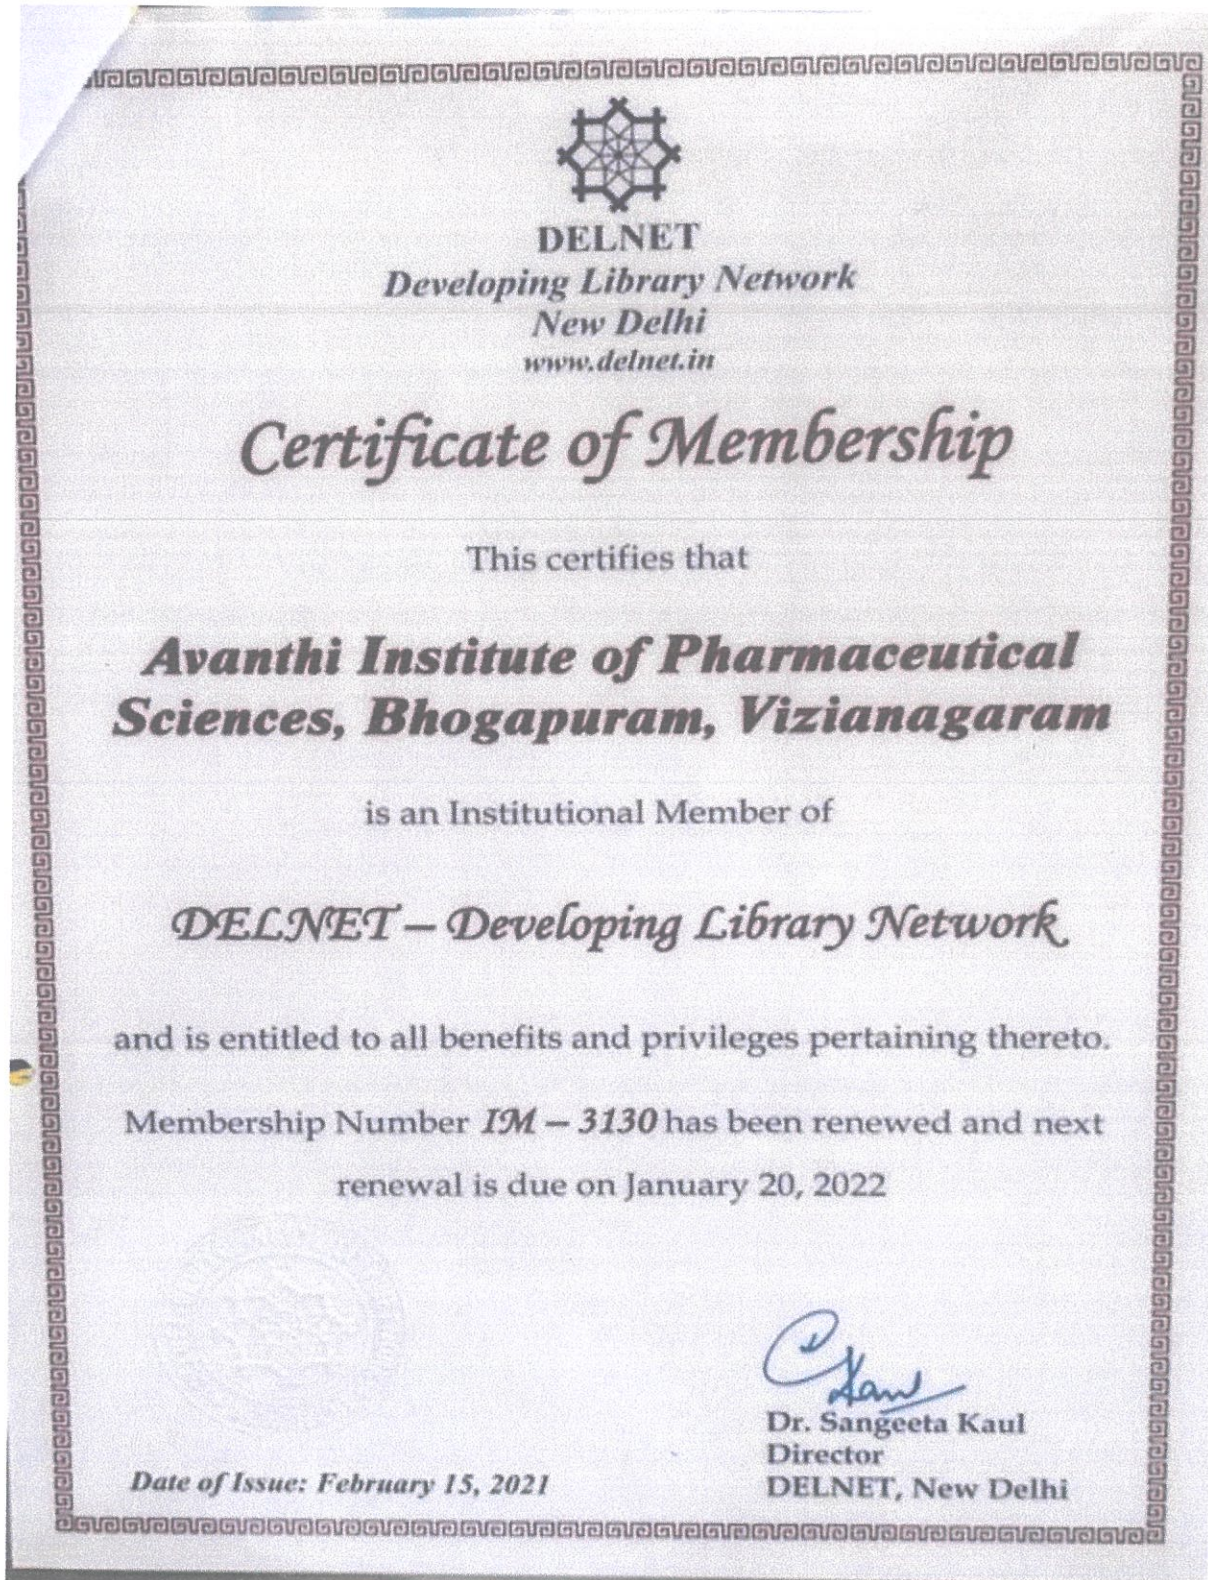 DELNET
Developing Library Network
New Delhi
www.delnet.in
Certificate of Membership
This certifies that
Avanthi Institute of Pharmaceutical
Sciences, Bhogapuram, Vizianagaram
is an Institutional Member of
DELNET – Developing Library Network
and is entitled to all benefits and privileges pertaining thereto.
Membership Number IM – 3130 has been renewed and next
renewal is due on January 20, 2022
Dr. Sangeeta Kaul
Director
DELNET, New Delhi
Date of Issue: February 15, 2021